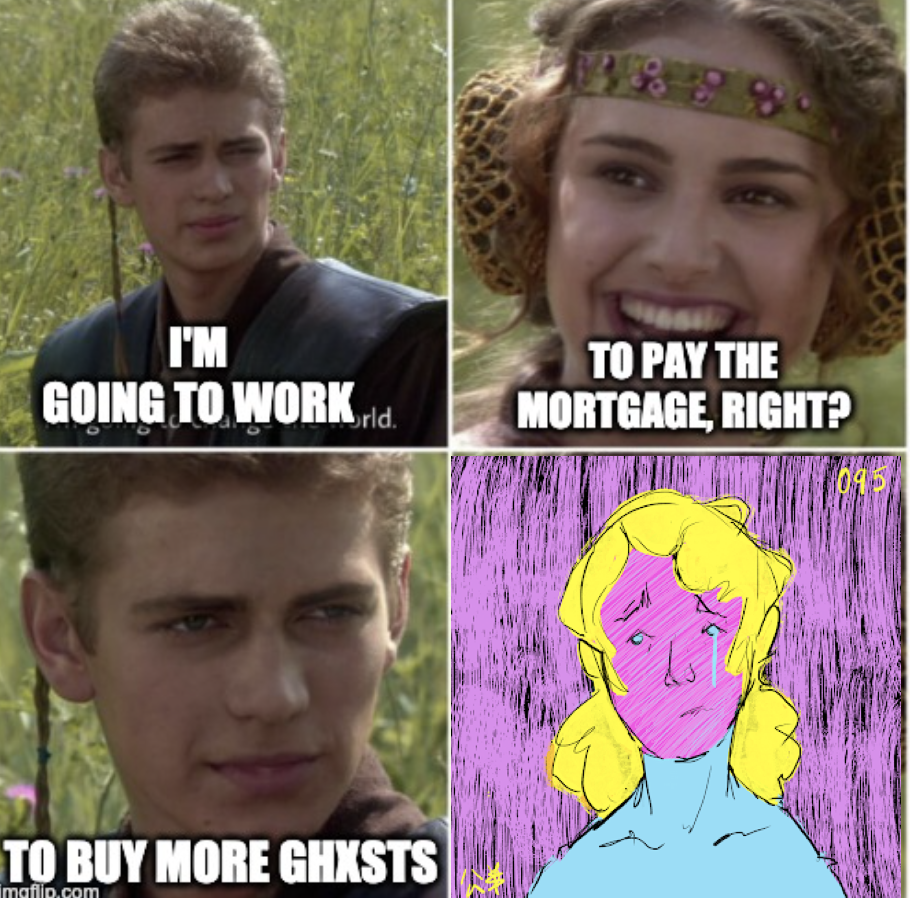 I'M
GOING TO WORK
rld.
TO PAY THE
MORTGAGE, RIGHT?
TO BUY MORE GHXSTS
imgflip.com
095